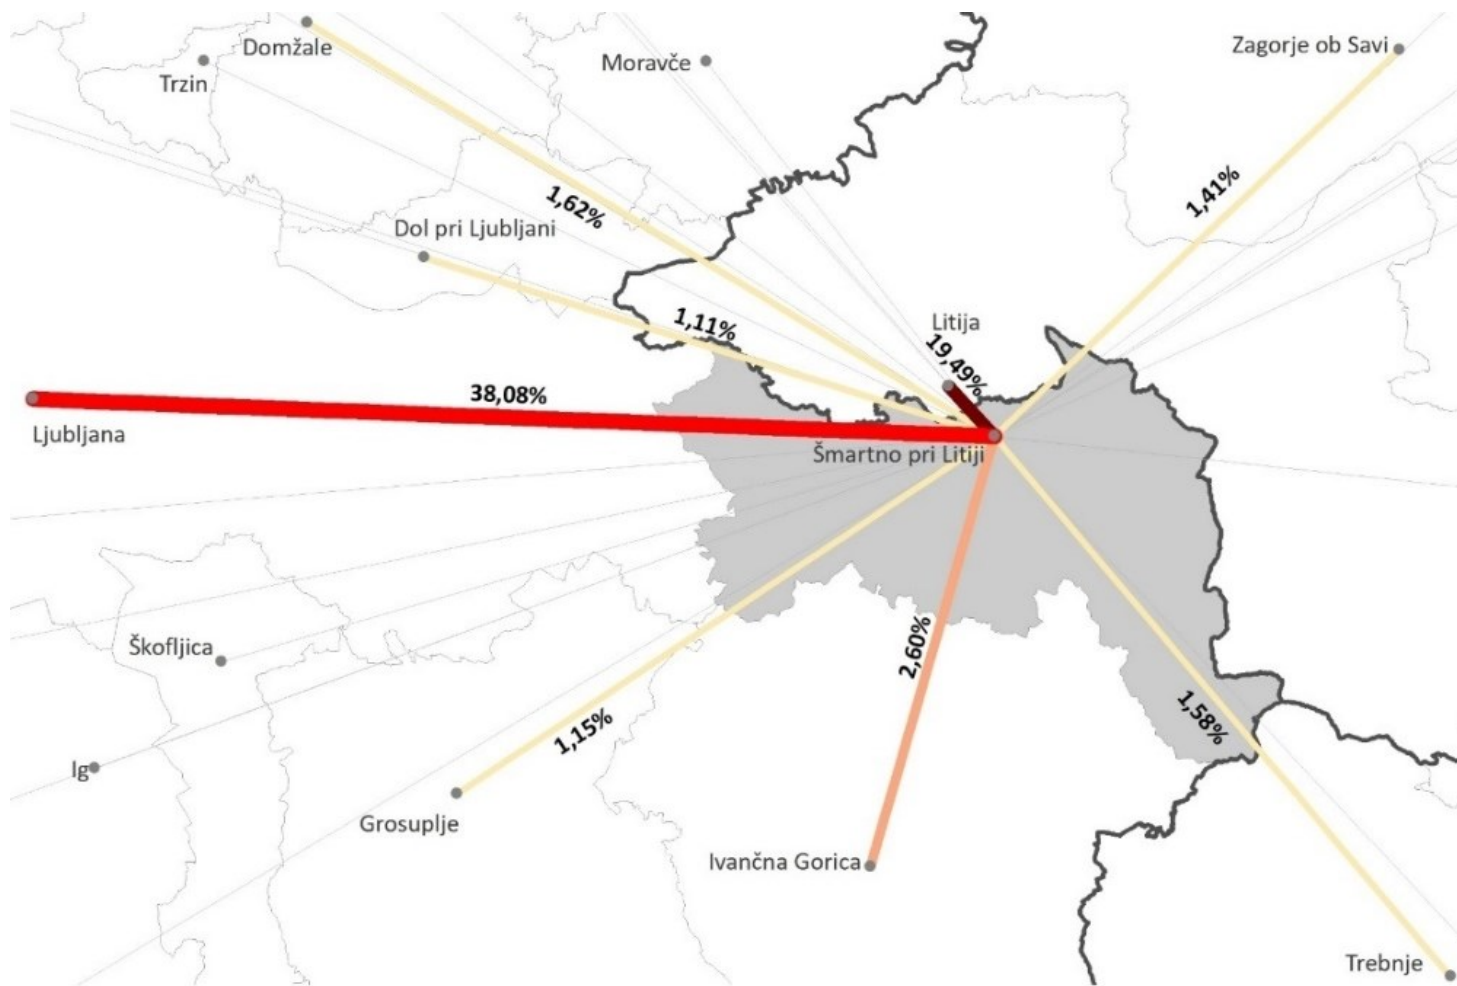 Domžale
Zagorje ob Savi
Moravče
Trzin
1,41%
1,62%
Dol pri Ljubljani
1,11%
Litija
19,49%
38,08%
Ljubljana
Šmartno pri Litiji
2,60%
Škofljica
1,58%
1,15%
Ig
Grosuplje
Ivančna Gorica
Trebnje